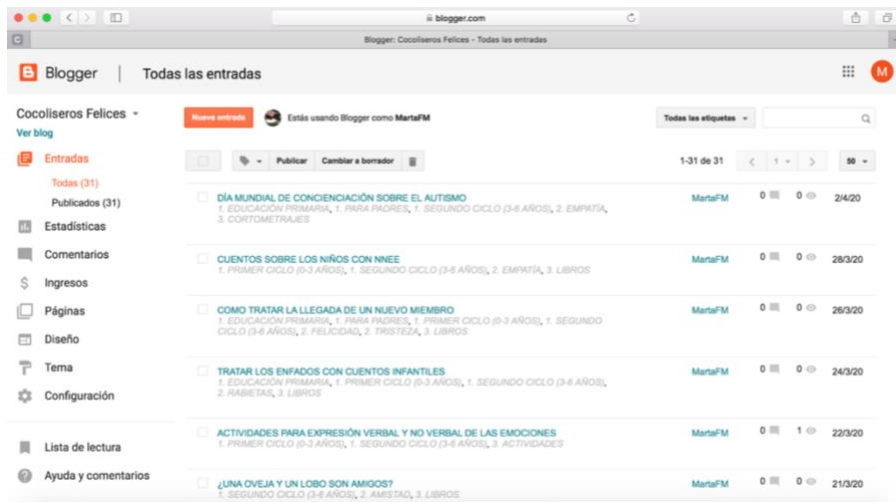 blogger.com
Blogger: Cocoliseros Felices - Todas las entradas
Blogger | Todas las entradas
M
Cocoliseros Felices
Ver blog
Entradas
Todas (31)
Publicados (31)
Estadísticas
Comentarios
Ingresos
Páginas
Diseño
Tema
Configuración
Lista de lectura
Ayuda y comentarios
Nueva entrada
Estás usando Blogger como MartaFM
Todas las etiquetas
Publicar Cambiar a borrador
1-31 de 31
1
50
DÍA MUNDIAL DE CONCIENCIACIÓN SOBRE EL AUTISMO MartaFM 0 0 2/4/20
1. EDUCACIÓN PRIMARIA, 1. PARA PADRES, 1. SEGUNDO CICLO (3-6 AÑOS), 2. EMPATÍA,
3. CORTOMETRAJES
CUENTOS SOBRE LOS NIÑOS CON NNEE MartaFM 0 0 28/3/20
1. PRIMER CICLO (0-3 AÑOS), 1. SEGUNDO CICLO (3-6 AÑOS), 2. EMPATÍA, 3. LIBROS
COMO TRATAR LA LLEGADA DE UN NUEVO MIEMBRO MartaFM 0 0 26/3/20
1. EDUCACIÓN PRIMARIA, 1. PARA PADRES, 1. PRIMER CICLO (0-3 AÑOS), 1. SEGUNDO
CICLO (3-6 AÑOS), 2. FELICIDAD, 2. TRISTEZA, 3. LIBROS
TRATAR LOS ENFADOS CON CUENTOS INFANTILES MartaFM 0 0 24/3/20
1. EDUCACIÓN PRIMARIA, 1. PRIMER CICLO (0-3 AÑOS), 1. SEGUNDO CICLO (3-6 AÑOS),
2. RABIETAS, 3. LIBROS
ACTIVIDADES PARA EXPRESIÓN VERBAL Y NO VERBAL DE LAS EMOCIONES MartaFM 0 1 22/3/20
1. PRIMER CICLO (0-3 AÑOS), 1. SEGUNDO CICLO (3-6 AÑOS), 3. ACTIVIDADES
¿UNA OVEJA Y UN LOBO SON AMIGOS? MartaFM 0 0 21/3/20
1. SEGUNDO CICLO (3-6 AÑOS), 2. AMISTAD, 3. LIBROS